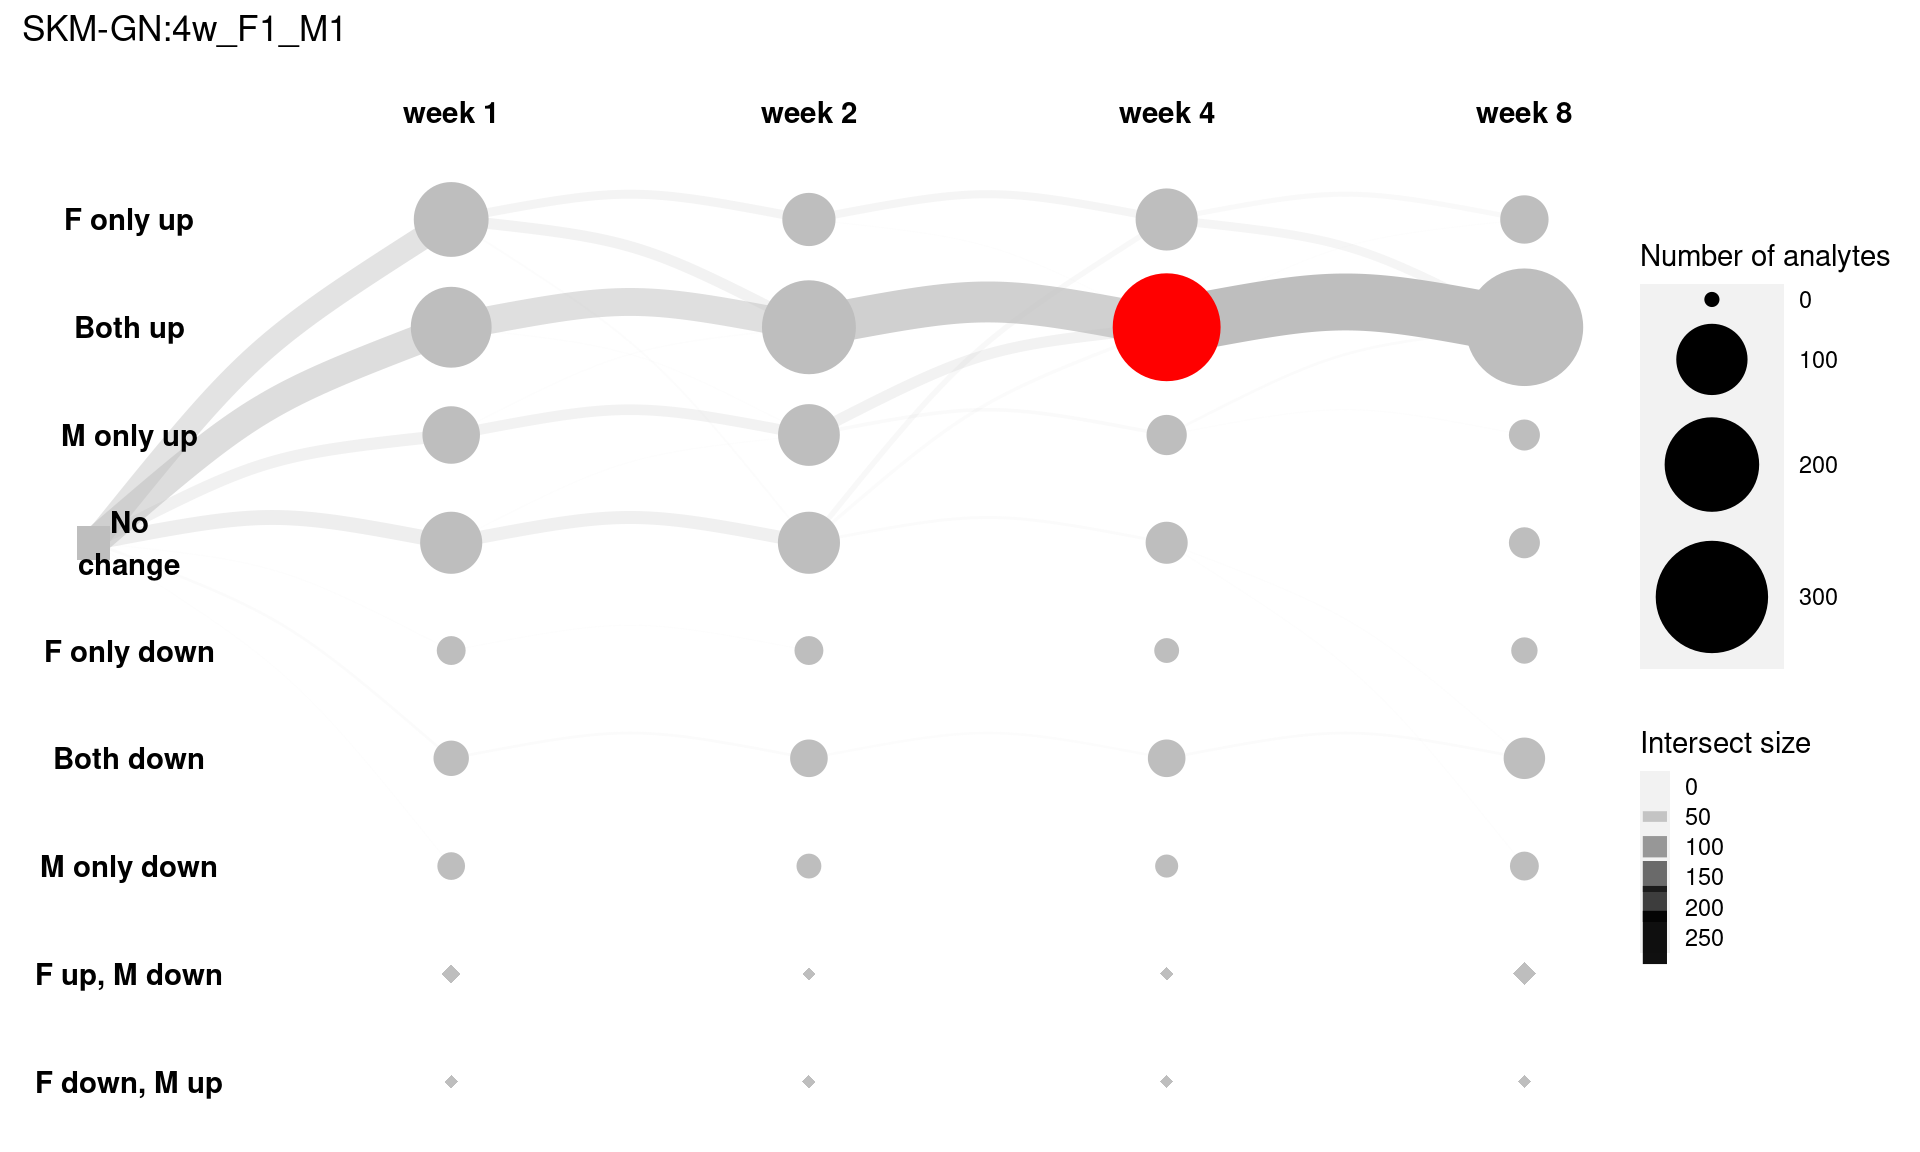 SKM-GN:4w_F1_M1
week 1
week 2
week 4
week 8
F only up
Both up
M only up
No
change
F only down
Both down
M only down
F up, M down
F down, M up
Number of analytes
0
100
200
300
Intersect size
0
50
100
150
200
250